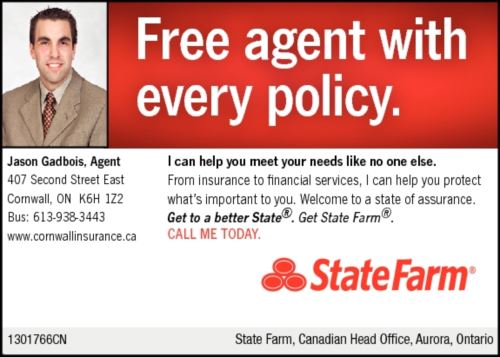 Free agent with
every policy.
Jason Gadbois, Agent
407 Second Street East
Cornwall, ON K6H 1Z2
Bus: 613-938-3443
www.cornwallinsurance.ca
I can help you meet your needs like no one else.
From insurance to financial services, I can help you protect
what's important to you. Welcome to a state of assurance.
Get to a better State®. Get State Farm®.
CALL ME TODAY.
State Farm®
1301766CN
State Farm, Canadian Head Office, Aurora, Ontario